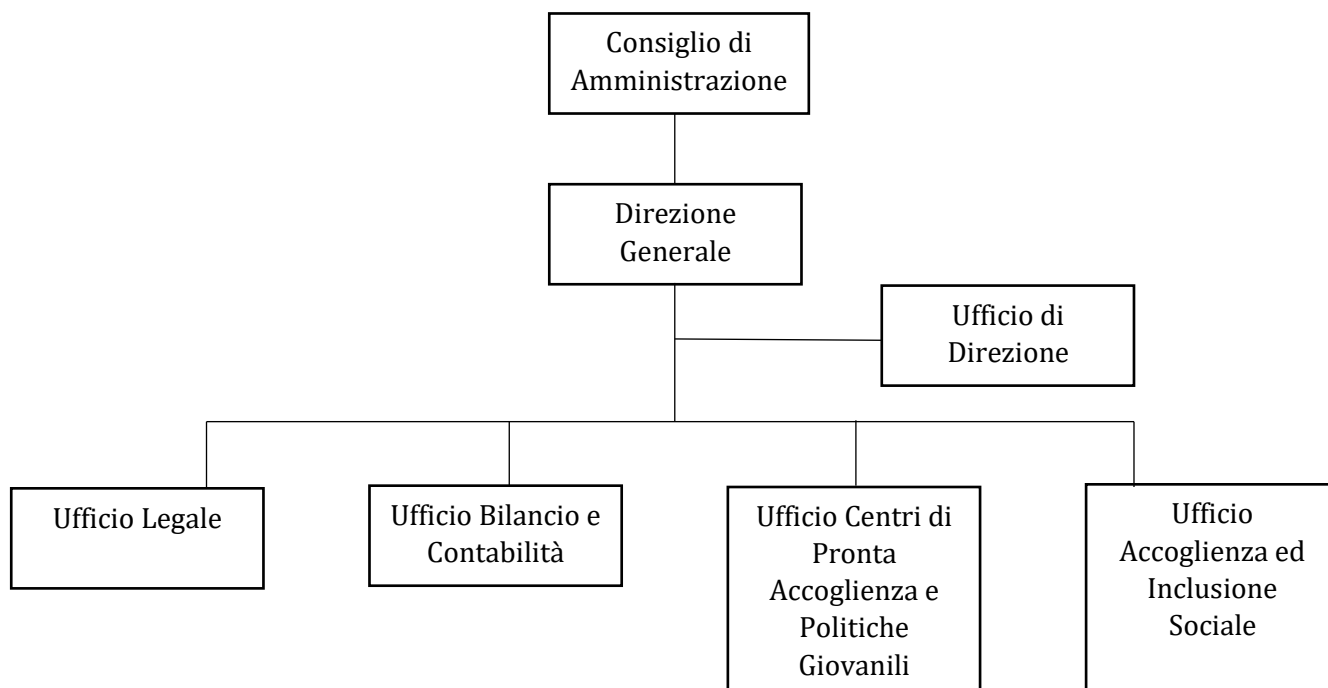 Consiglio di
Amministrazione
Direzione
Generale
Ufficio di
Direzione
Ufficio Legale
Ufficio Bilancio e
Contabilità
Ufficio Centri di
Pronta
Accoglienza e
Politiche
Giovanili
Ufficio
Accoglienza ed
Inclusione
Sociale